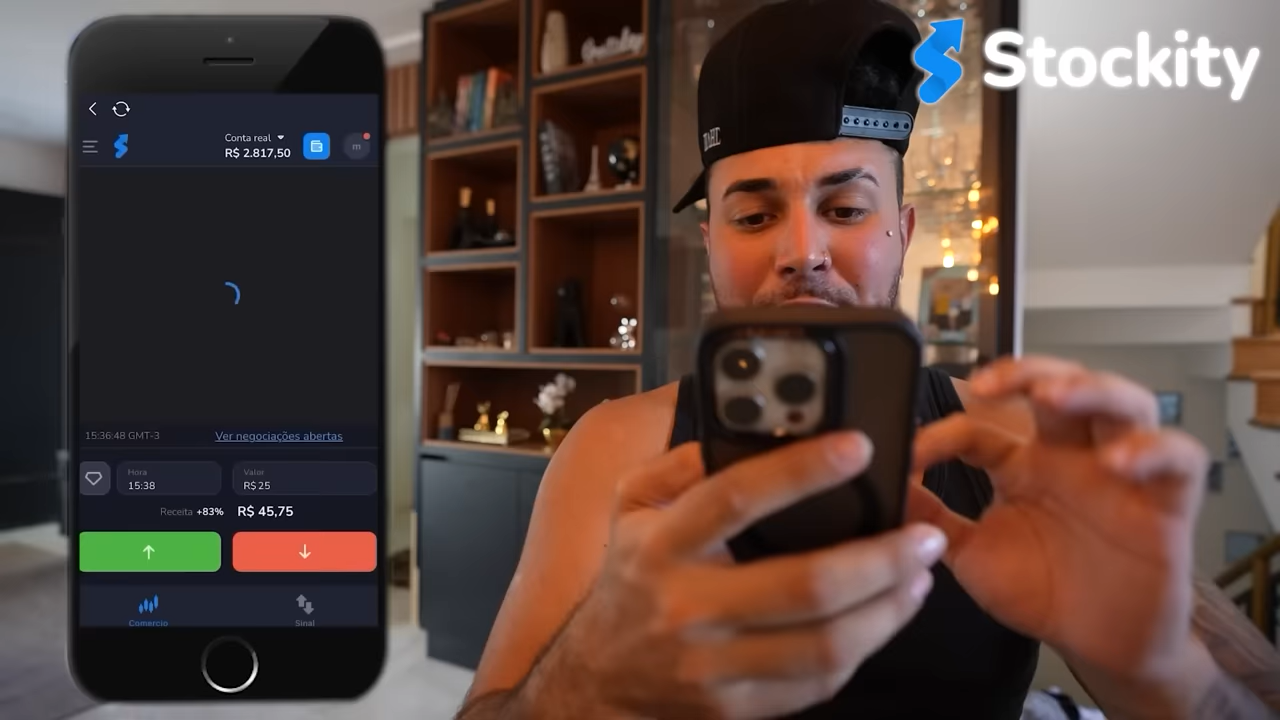 Stockity
Conta real
R$ 2.817,50
m
15:36:48 GMT-3
Ver negociações abertas
Hora
15:38
Valor
R$25
Receita +83%
R$ 45,75
Comercio
Sinal